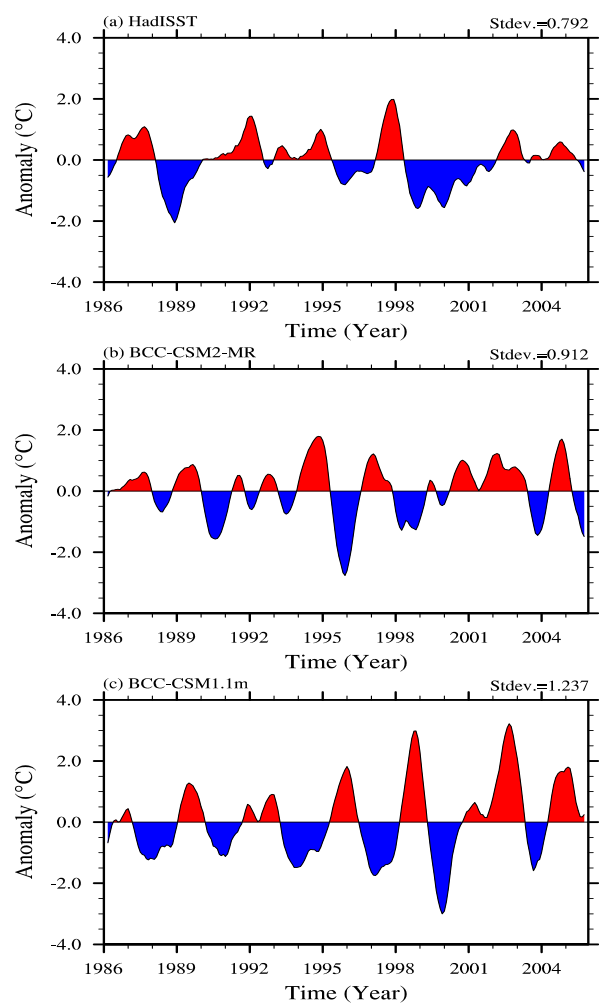 (a) HadISST Stdev.=0.792
4.0
2.0
0.0
-2.0
-4.0
Anomaly (°C)
1986 1989 1992 1995 1998 2001 2004
Time (Year)
(b) BCC-CSM2-MR Stdev.=0.912
4.0
2.0
0.0
-2.0
-4.0
Anomaly (°C)
1986 1989 1992 1995 1998 2001 2004
Time (Year)
(c) BCC-CSM1.1m Stdev.=1.237
4.0
2.0
0.0
-2.0
-4.0
Anomaly (°C)
1986 1989 1992 1995 1998 2001 2004
Time (Year)